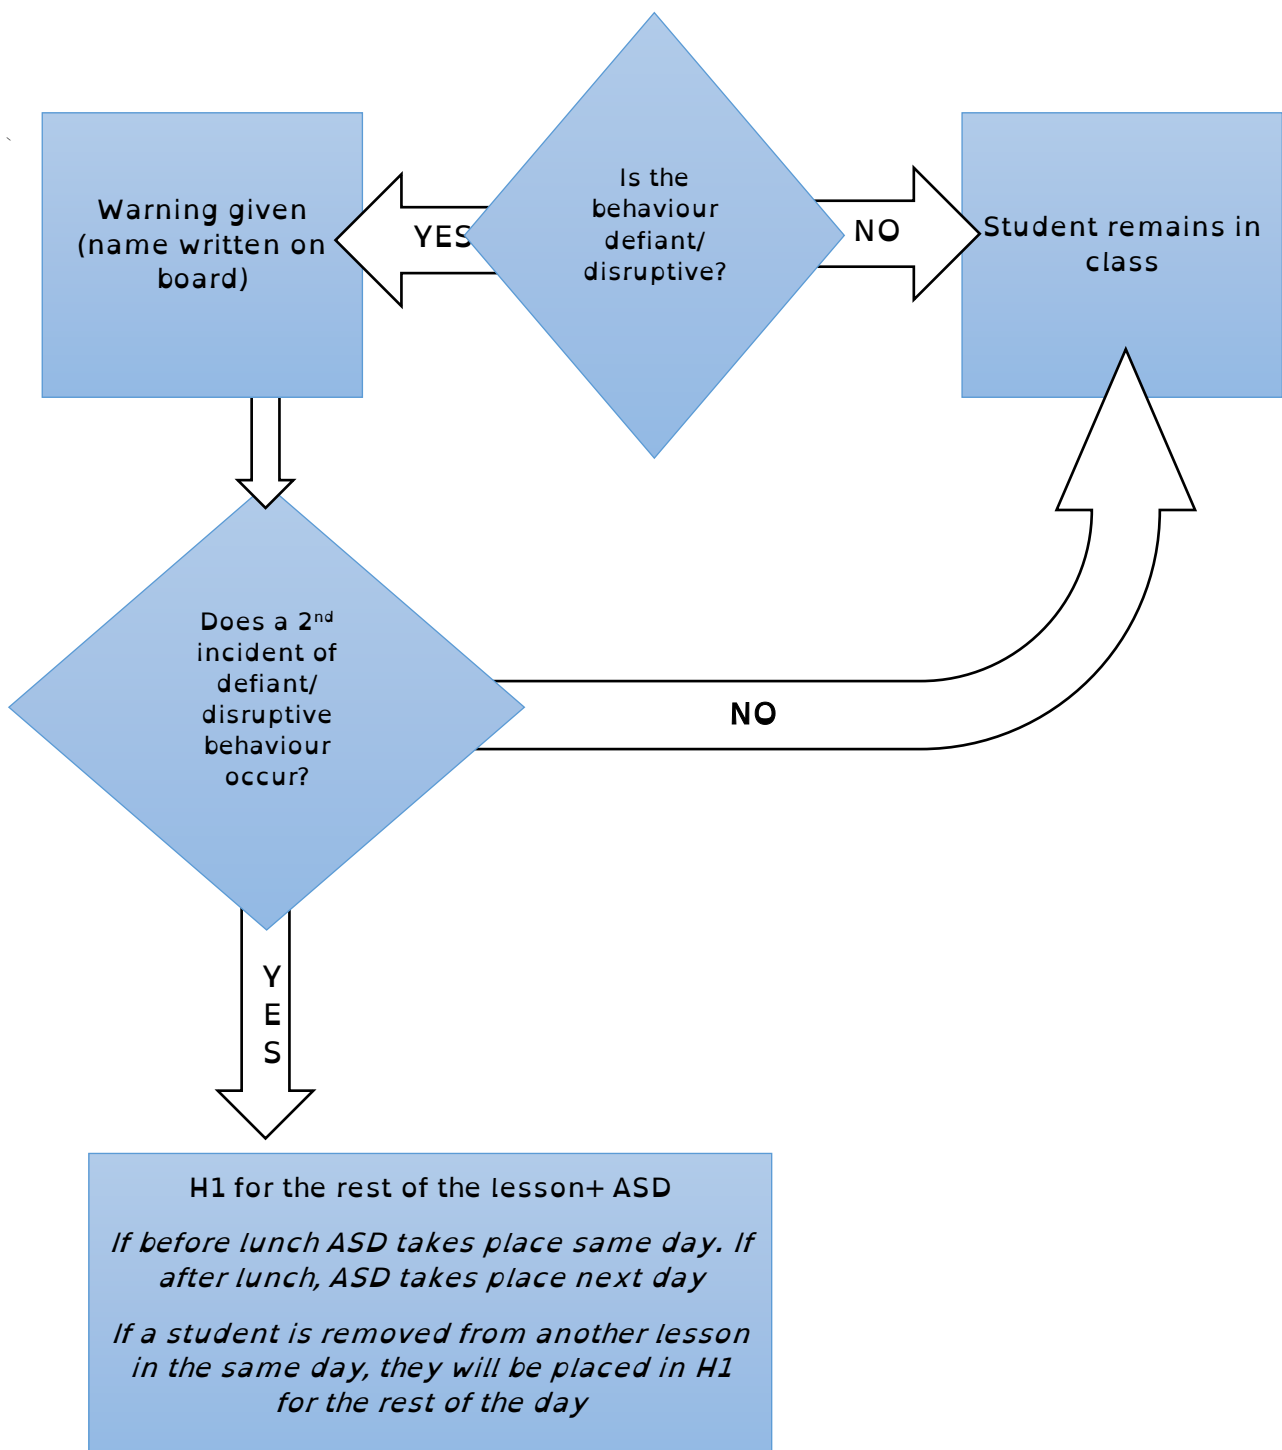 Is the
behaviour
defiant/
disruptive?
YES
NO
Warning given
(name written on
board)
Student remains in
class
Does a 2nd
incident of
defiant/
disruptive
behaviour
occur?
NO
Y
E
S
H1 for the rest of the lesson+ ASD
If before lunch ASD takes place same day. If
after lunch, ASD takes place next day
If a student is removed from another lesson
in the same day, they will be placed in H1
for the rest of the day